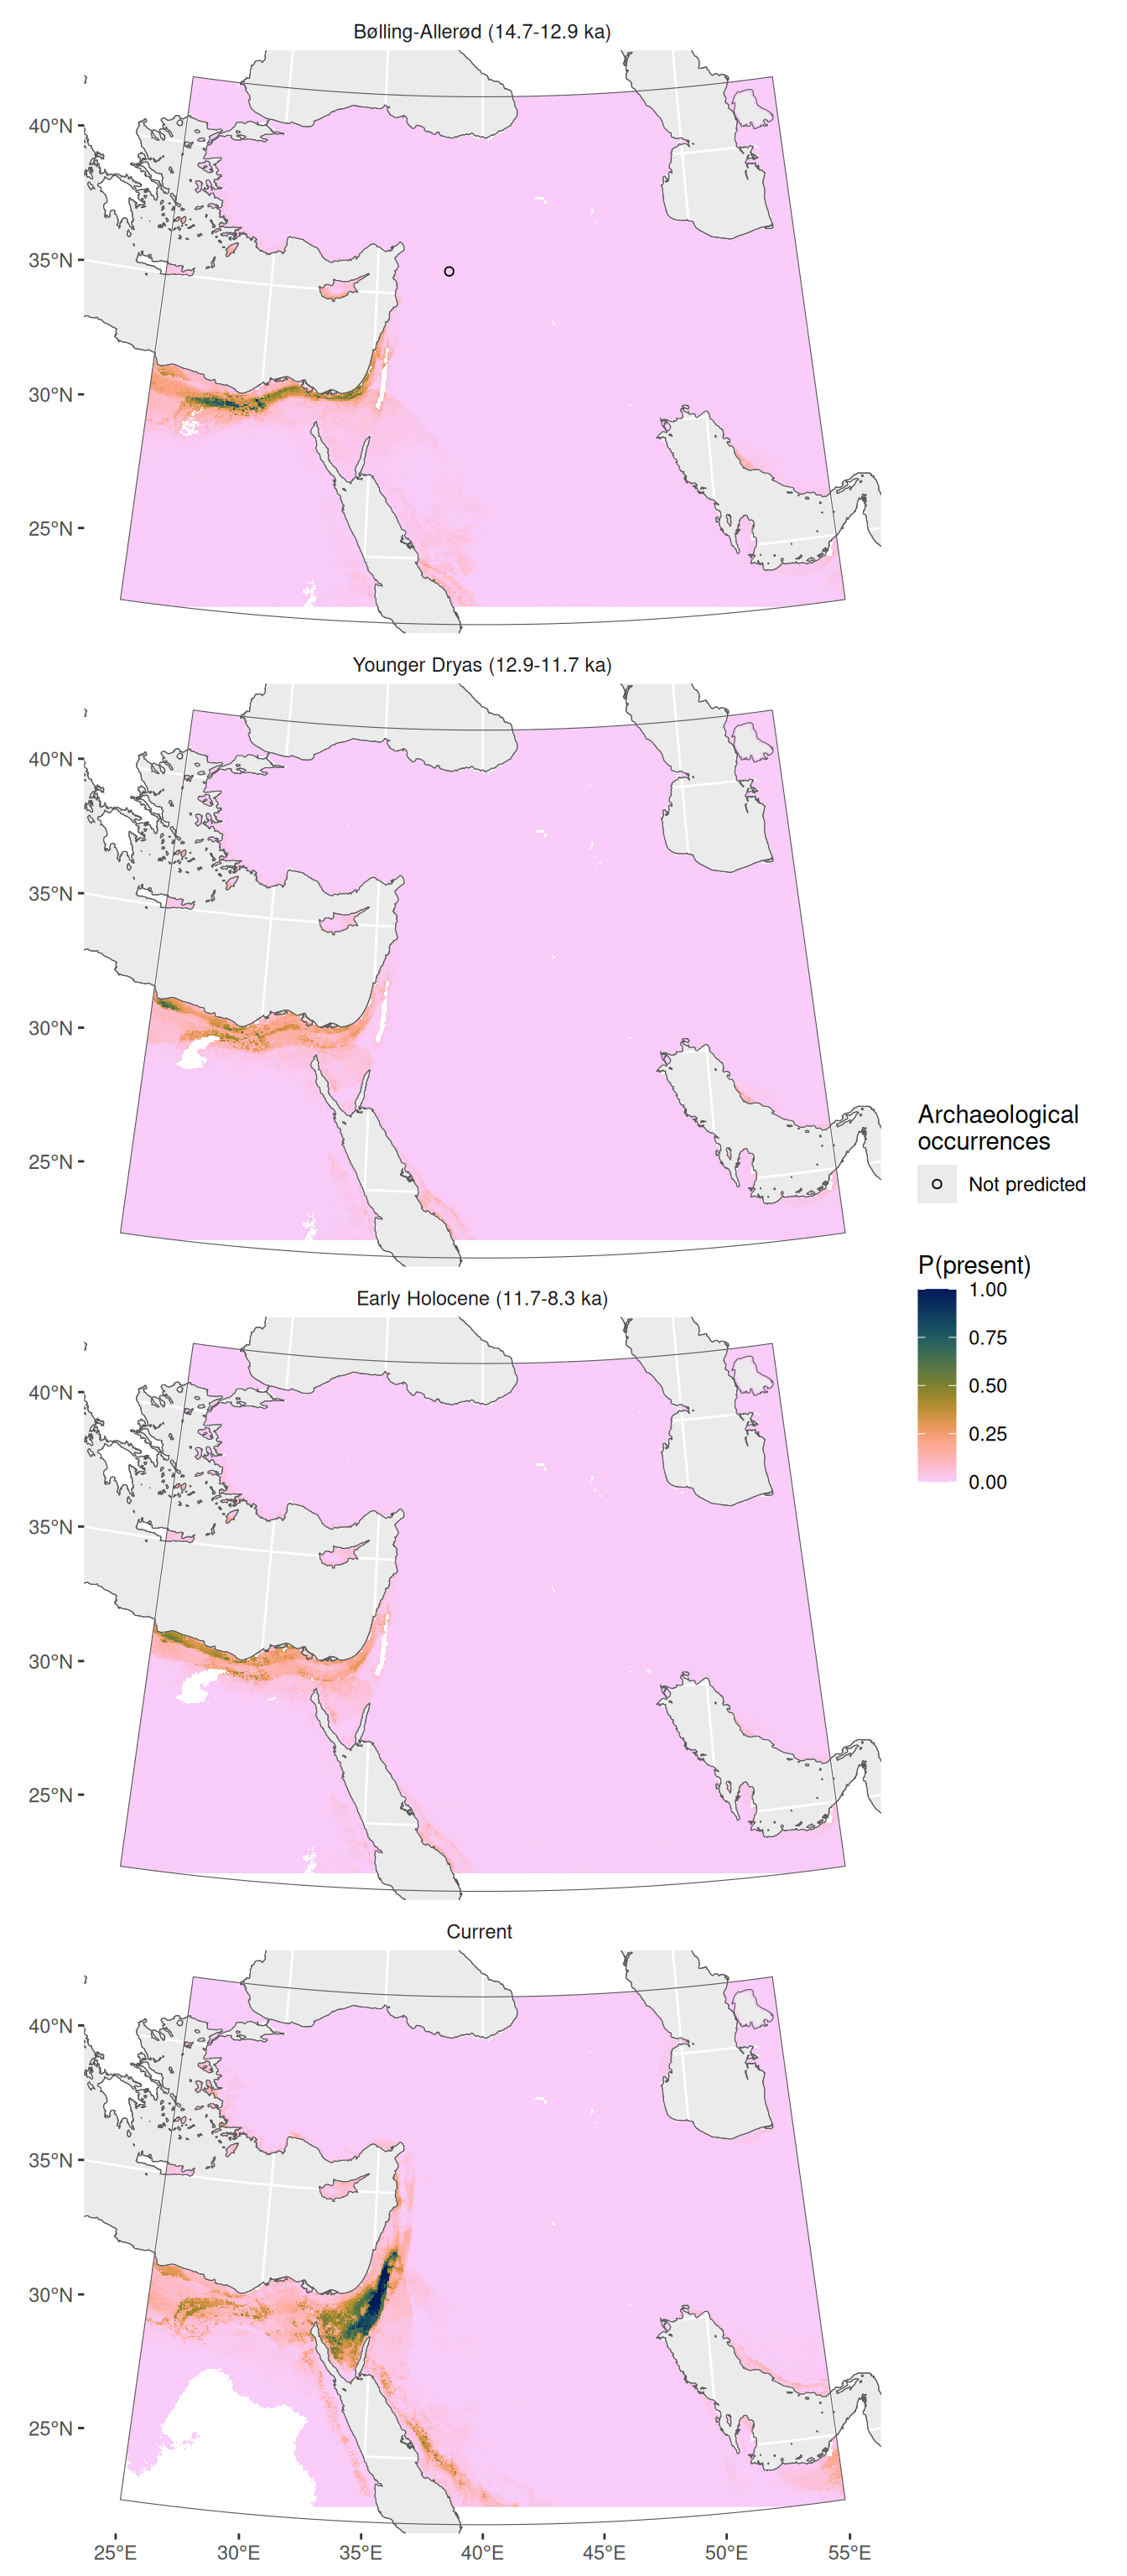 Bølling-Allerød (14.7-12.9 ka)
40°N
35°N
30°N
25°N
Younger Dryas (12.9-11.7 ka)
40°N
35°N
30°N
25°N
Archaeological
occurrences
Not predicted
P(present)
1.00
0.75
0.50
0.25
0.00
Early Holocene (11.7-8.3 ka)
40°N
35°N
30°N
25°N
Current
40°N
35°N
30°N
25°N
25°E 30°E 35°E 40°E 45°E 50°E 55°E